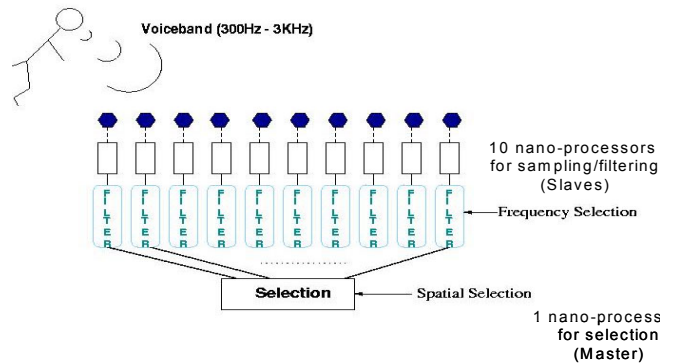 Voiceband (300Hz - 3KHz)
10 nano-processors
for sampling/filtering
(Slaves)
FILTER
FILTER
FILTER
FILTER
FILTER
FILTER
FILTER
FILTER
FILTER
FILTER
Frequency Selection
Selection
Spatial Selection
1 nano-process
for selection
(Master)